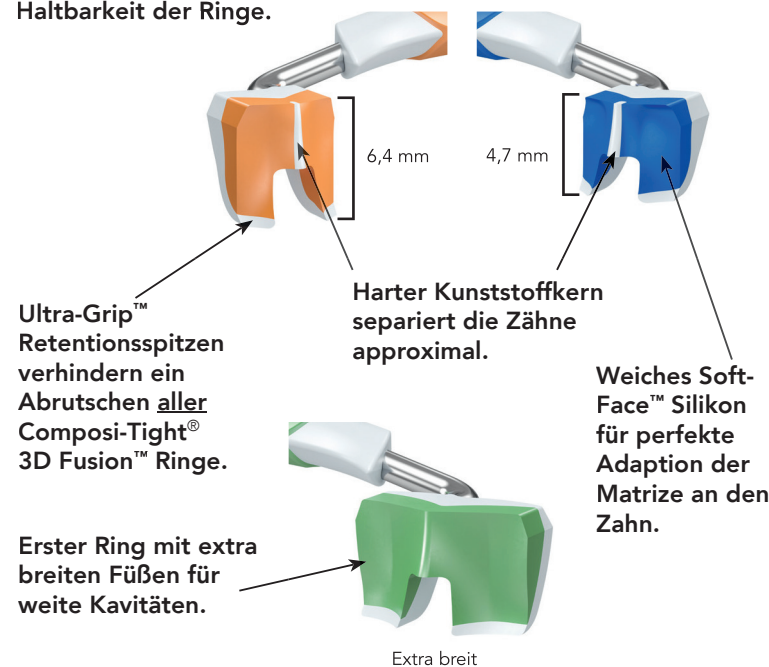 Haltbarkeit der Ringe.
6,4 mm
4,7 mm
Harter Kunststoffkern
separiert die Zähne
approximal.
Ultra-Grip™
Retentionsspitzen
verhindern ein
Abrutschen aller
Composi-Tight®
3D Fusion™ Ringe.
Weiches Soft-
Face™ Silikon
für perfekte
Adaption der
Matrize an den
Zahn.
Erster Ring mit extra
breiten Füßen für
weite Kavitäten.
Extra breit